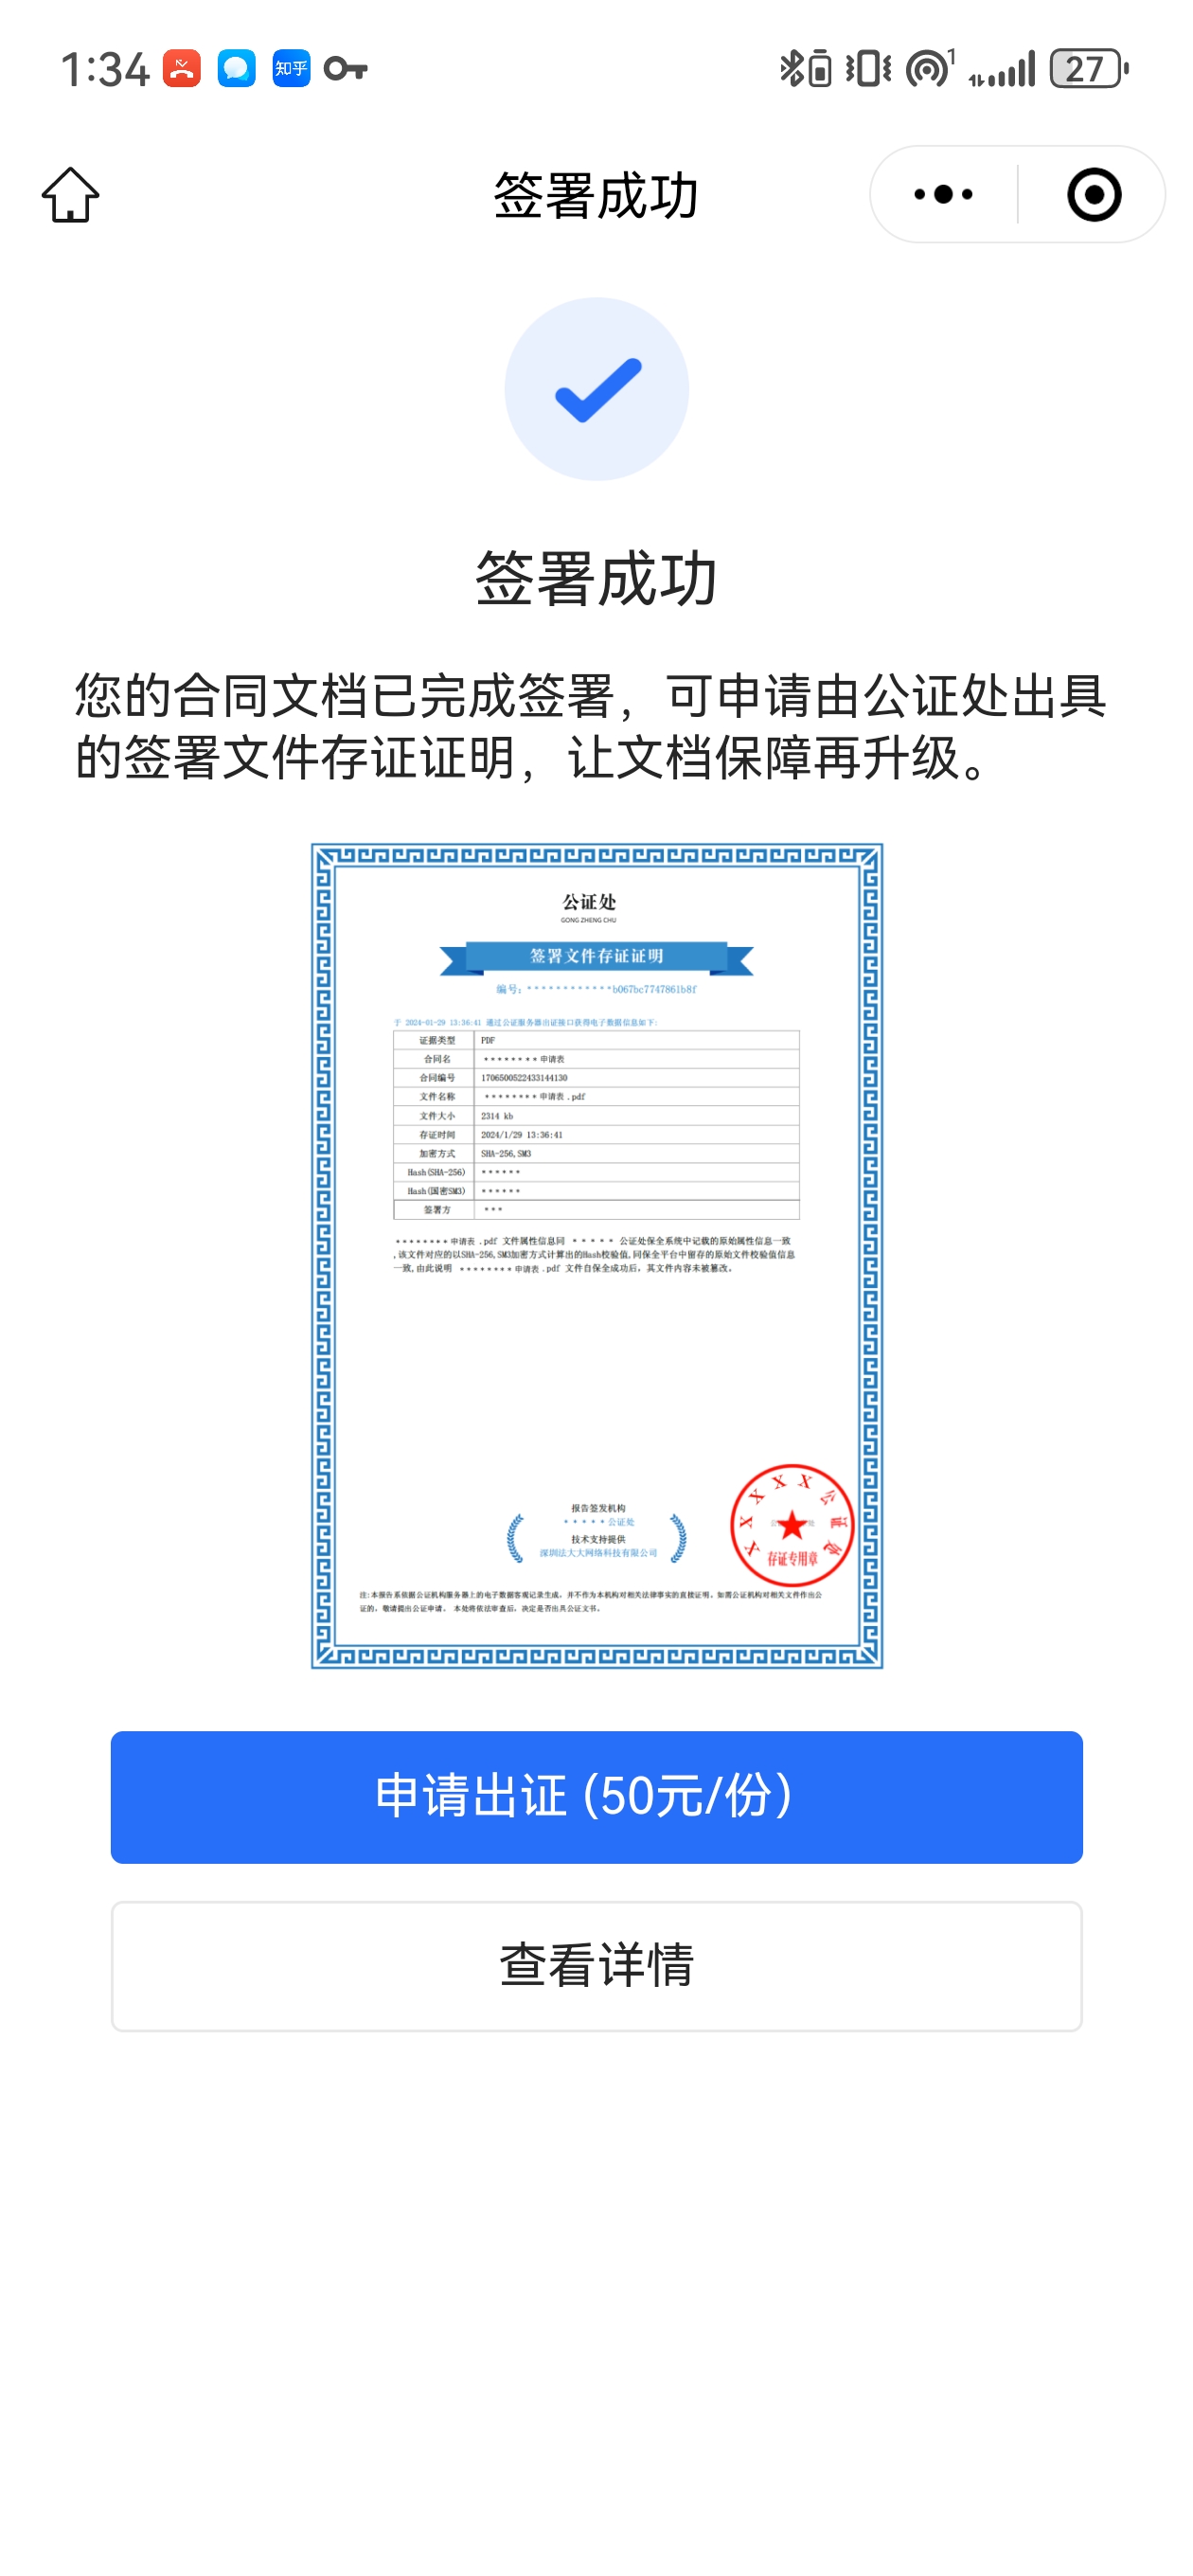 1:34 知乎 1 27
签署成功
签署成功
您的合同文档已完成签署，可申请由公证处出具
的签署文件存证证明，让文档保障再升级。
公证处
GONG ZHENG CHU
签署文件存证证明
编号：************b067bc7747861b8f
于 2024-01-29 13:36:41 通过公证服务器出证接口获得电子数据信息如下:
证据类型 PDF
合同名 ********申请表
合同编号 1706500522433144130
文件名称 ********申请表.pdf
文件大小 2314 kb
存证时间 2024/1/29 13:36:41
加密方式 SHA-256,SM3
Hash(SHA-256) ******
Hash(国密SM3) ******
签署方 ***
********申请表.pdf 文件属性信息同 ***** 公证处保全系统中记载的原始属性信息一致
,该文件对应的以SHA-256,SM3加密方式计算出的Hash校验值,同保全平台中留存的原始文件校验值信息
一致,由此说明 ********申请表.pdf 文件自保全成功后，其文件内容未被篡改。
报告签发机构
*****公证处
技术支持提供
深圳法大大网络科技有限公司
XXXXX公证处
存证专用章
注:本报告系依据公证机构服务器上的电子数据客观记录生成，并不作为本机构对相关法律事实的直接证明。如需公证机构对相关文件作出公
证的，敬请提出公证申请， 本处将依法审查后，决定是否出具公证文书。
申请出证 (50元/份)
查看详情